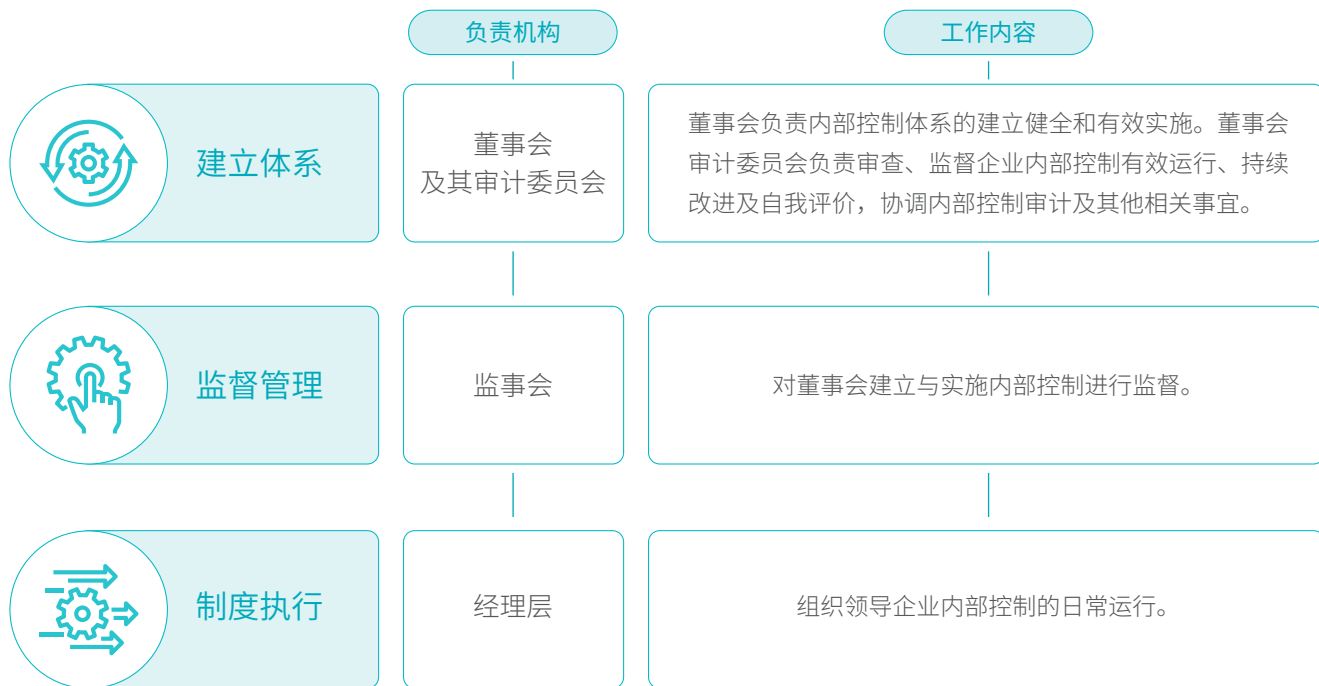 负责机构
工作内容
建立体系
董事会
及其审计委员会
董事会负责内部控制体系的建立健全和有效实施。董事会
审计委员会负责审查、监督企业内部控制有效运行、持续
改进及自我评价，协调内部控制审计及其他相关事宜。
监督管理
监事会
对董事会建立与实施内部控制进行监督。
制度执行
经理层
组织领导企业内部控制的日常运行。